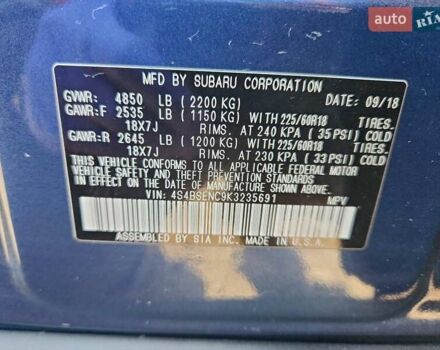 auto RIA
MFD BY SUBARU CORPORATION
GVWR: 4850 LB (2200 KG) DATE: 09/18
GAWR:F 2535 LB (1150 KG) WITH 225/60R18 TIRES.
18X7J RIMS. AT 240 KPA (35 PSI) COLD
GAWR:R 2645 LB (1200 KG) WITH 225/60R18 TIRES.
18X7J RIMS. AT 230 KPA (33 PSI) COLD
THIS VEHICLE CONFORMS TO ALL APPLICABLE FEDERAL MOTOR
VEHICLE SAFETY, BUMPER, AND THEFT PREVENTION STANDARDS
IN EFFECT ON THE DATE OF MANUFACTURE SHOWN ABOVE.
VIN: 4S4BSENC9K3235691 MPV
ASSEMBLED BY SIA INC. MADE IN U.S.A.